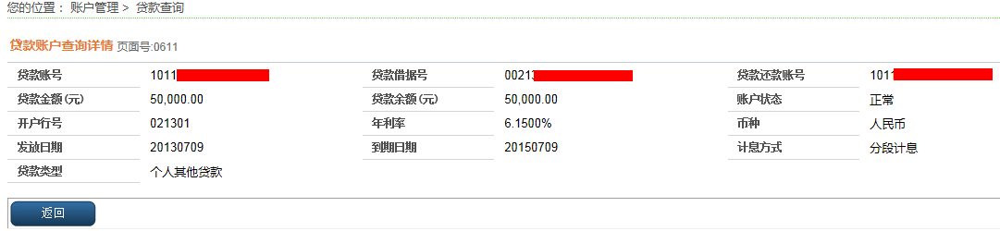 您的位置： 账户管理 > 贷款查询
贷款账户查询详情 页面号:0611
贷款账号 1011 贷款借据号 0021 贷款还款账号 101
贷款金额(元) 50,000.00 贷款余额(元) 50,000.00 账户状态 正常
开户行号 021301 年利率 6.1500% 币种 人民币
发放日期 20130709 到期日期 20150709 计息方式 分段计息
贷款类型 个人其他贷款
返回